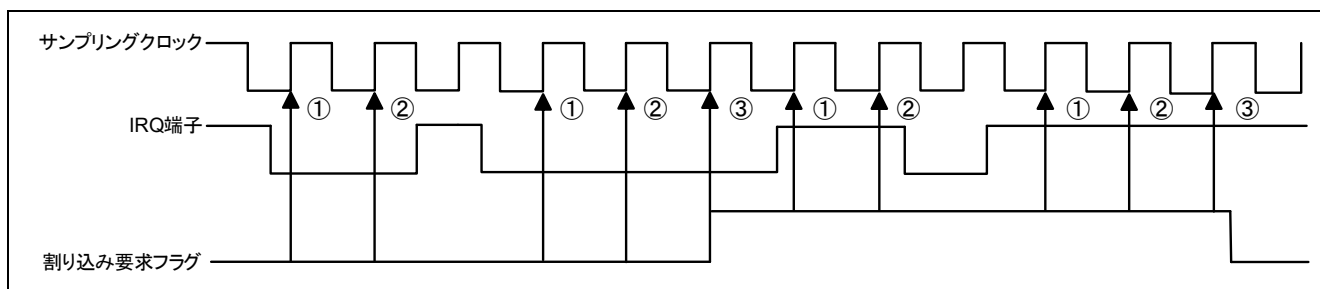 サンプリングクロック
① ② ① ② ③ ① ② ① ② ③
IRQ端子
割り込み要求フラグ